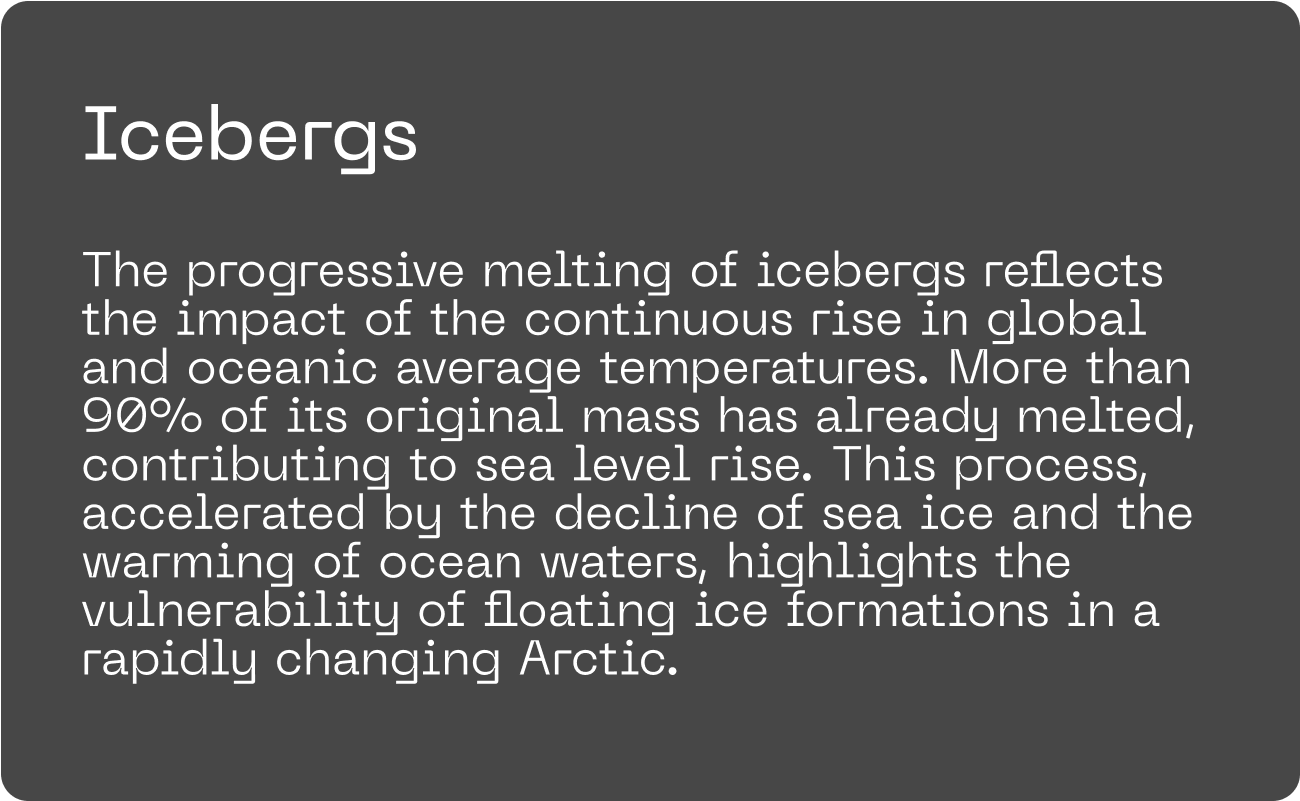 Icebergs
The progressive melting of icebergs reflects
the impact of the continuous rise in global
and oceanic average temperatures. More than
90% of its original mass has already melted,
contributing to sea level rise. This process,
accelerated by the decline of sea ice and the
warming of ocean waters, highlights the
vulnerability of floating ice formations in a
rapidly changing Arctic.